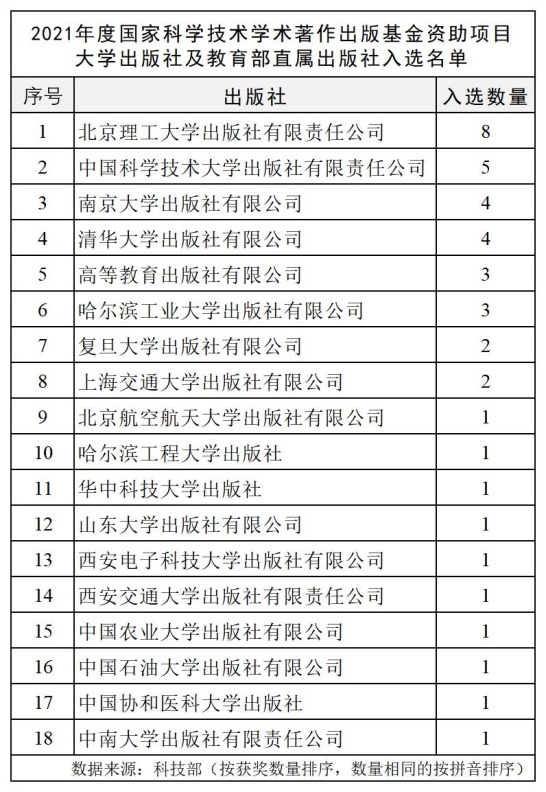 2021年度国家科学技术学术著作出版基金资助项目
大学出版社及教育部直属出版社入选名单
序号 出版社 入选数量
1 北京理工大学出版社有限责任公司 8
2 中国科学技术大学出版社有限责任公司 5
3 南京大学出版社有限公司 4
4 清华大学出版社有限公司 4
5 高等教育出版社有限公司 3
6 哈尔滨工业大学出版社有限公司 3
7 复旦大学出版社有限公司 2
8 上海交通大学出版社有限公司 2
9 北京航空航天大学出版社有限公司 1
10 哈尔滨工程大学出版社 1
11 华中科技大学出版社 1
12 山东大学出版社有限公司 1
13 西安电子科技大学出版社有限公司 1
14 西安交通大学出版社有限责任公司 1
15 中国农业大学出版社有限公司 1
16 中国石油大学出版社有限公司 1
17 中国协和医科大学出版社 1
18 中南大学出版社有限责任公司 1
数据来源：科技部（按获奖数量排序，数量相同的按拼音排序）